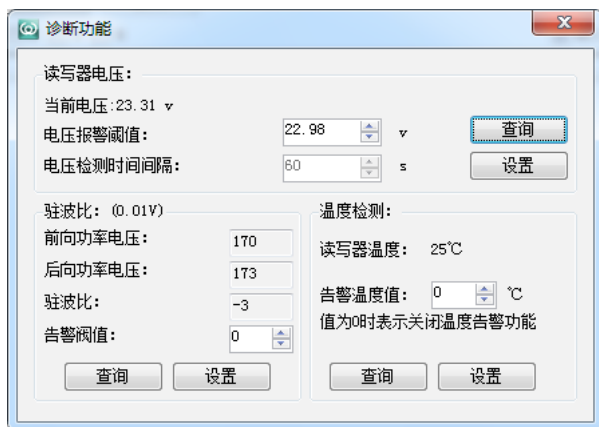 诊断功能
读写器电压:
当前电压:23.31 v
电压报警阈值: 22.98 v 查询
电压检测时间间隔: 60 s 设置
驻波比: (0.01V)
前向功率电压: 170
后向功率电压: 173
驻波比: -3
告警阀值: 0
查询 设置
温度检测:
读写器温度: 25℃
告警温度值: 0 ℃
值为0时表示关闭温度告警功能
查询 设置